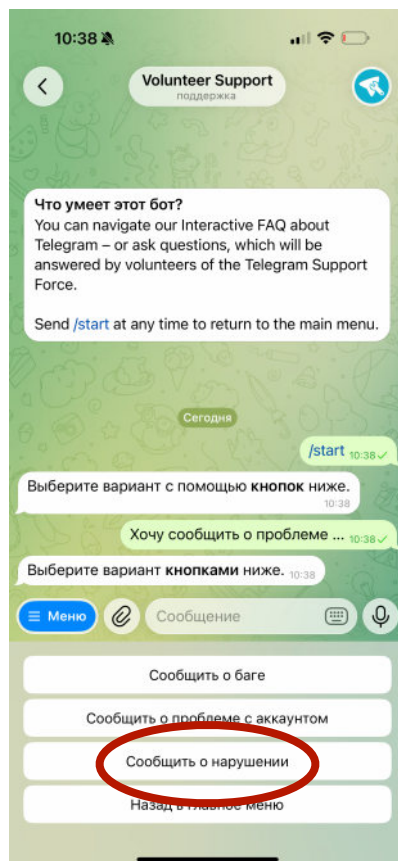 10:38
Volunteer Support
поддержка
Что умеет этот бот?
You can navigate our Interactive FAQ about
Telegram – or ask questions, which will be
answered by volunteers of the Telegram Support
Force.
Send /start at any time to return to the main menu.
Сегодня
/start 10:38
Выберите вариант с помощью кнопок ниже.
10:38
Хочу сообщить о проблеме ... 10:38
Выберите вариант кнопками ниже. 10:38
Меню Сообщение
Сообщить о баге
Сообщить о проблеме с аккаунтом
Сообщить о нарушении
Назад в главное меню